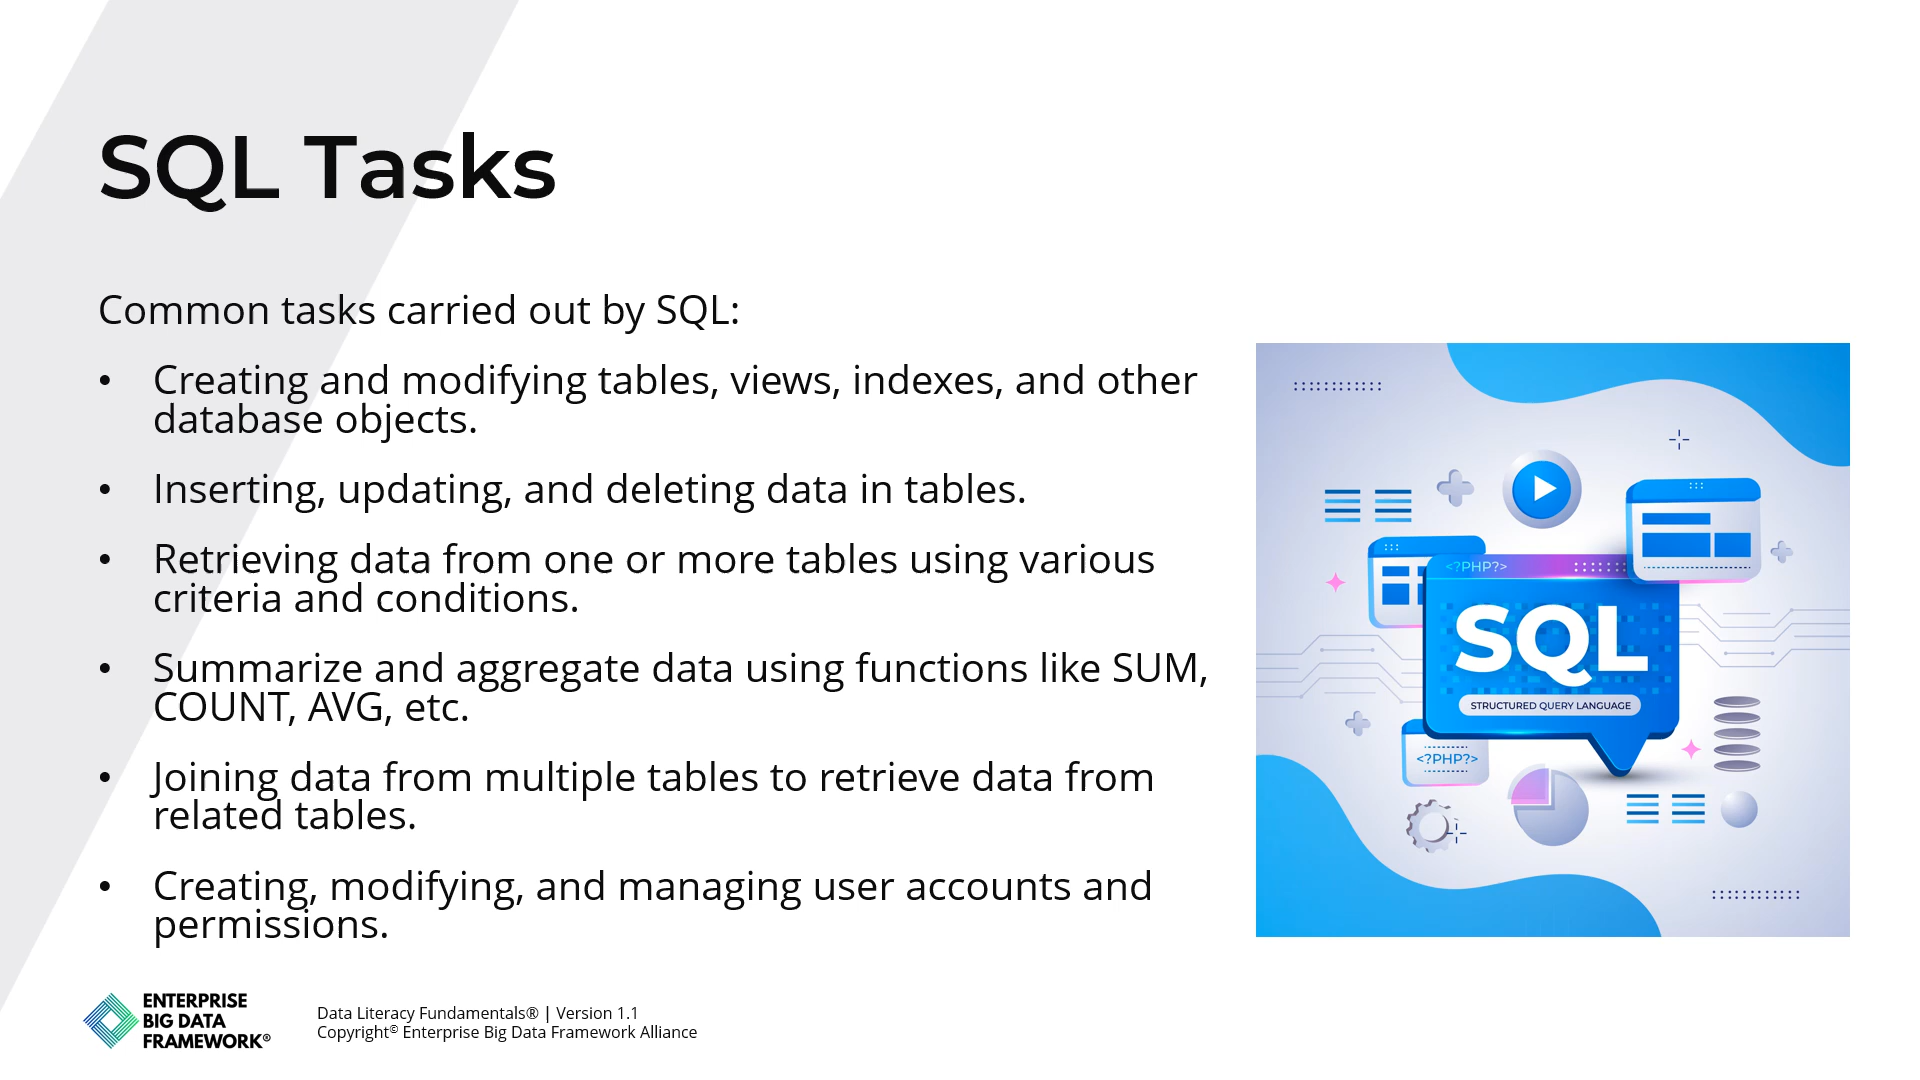 SQL Tasks
Common tasks carried out by SQL:
• Creating and modifying tables, views, indexes, and other
database objects.
• Inserting, updating, and deleting data in tables.
• Retrieving data from one or more tables using various
criteria and conditions.
• Summarize and aggregate data using functions like SUM,
COUNT, AVG, etc.
• Joining data from multiple tables to retrieve data from
related tables.
• Creating, modifying, and managing user accounts and
permissions.
<?PHP?>
SQL
STRUCTURED QUERY LANGUAGE
<?PHP?>
ENTERPRISE
BIG DATA
FRAMEWORK®
Data Literacy Fundamentals® | Version 1.1
Copyright© Enterprise Big Data Framework Alliance